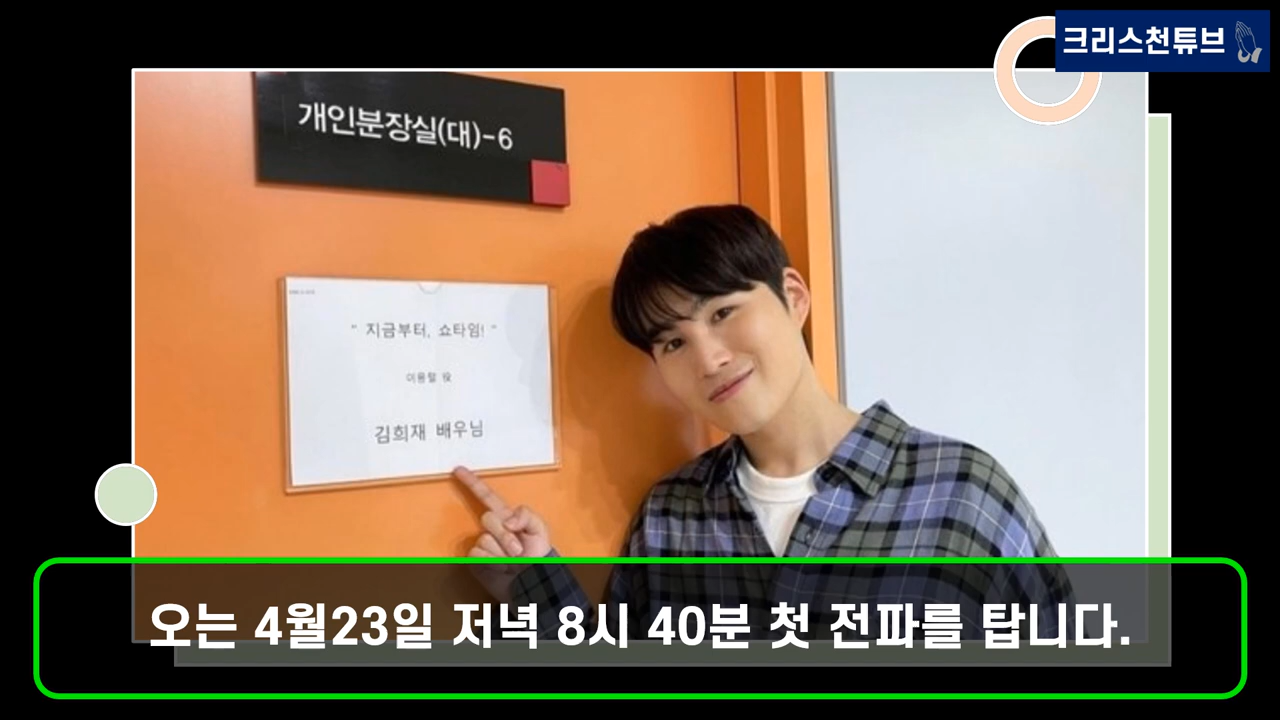 크리스천튜브
개인분장실(대)-6
" 지금부터, 쇼타임! "
이용렬 役
김희재 배우님
오는 4월23일 저녁 8시 40분 첫 전파를 탑니다.